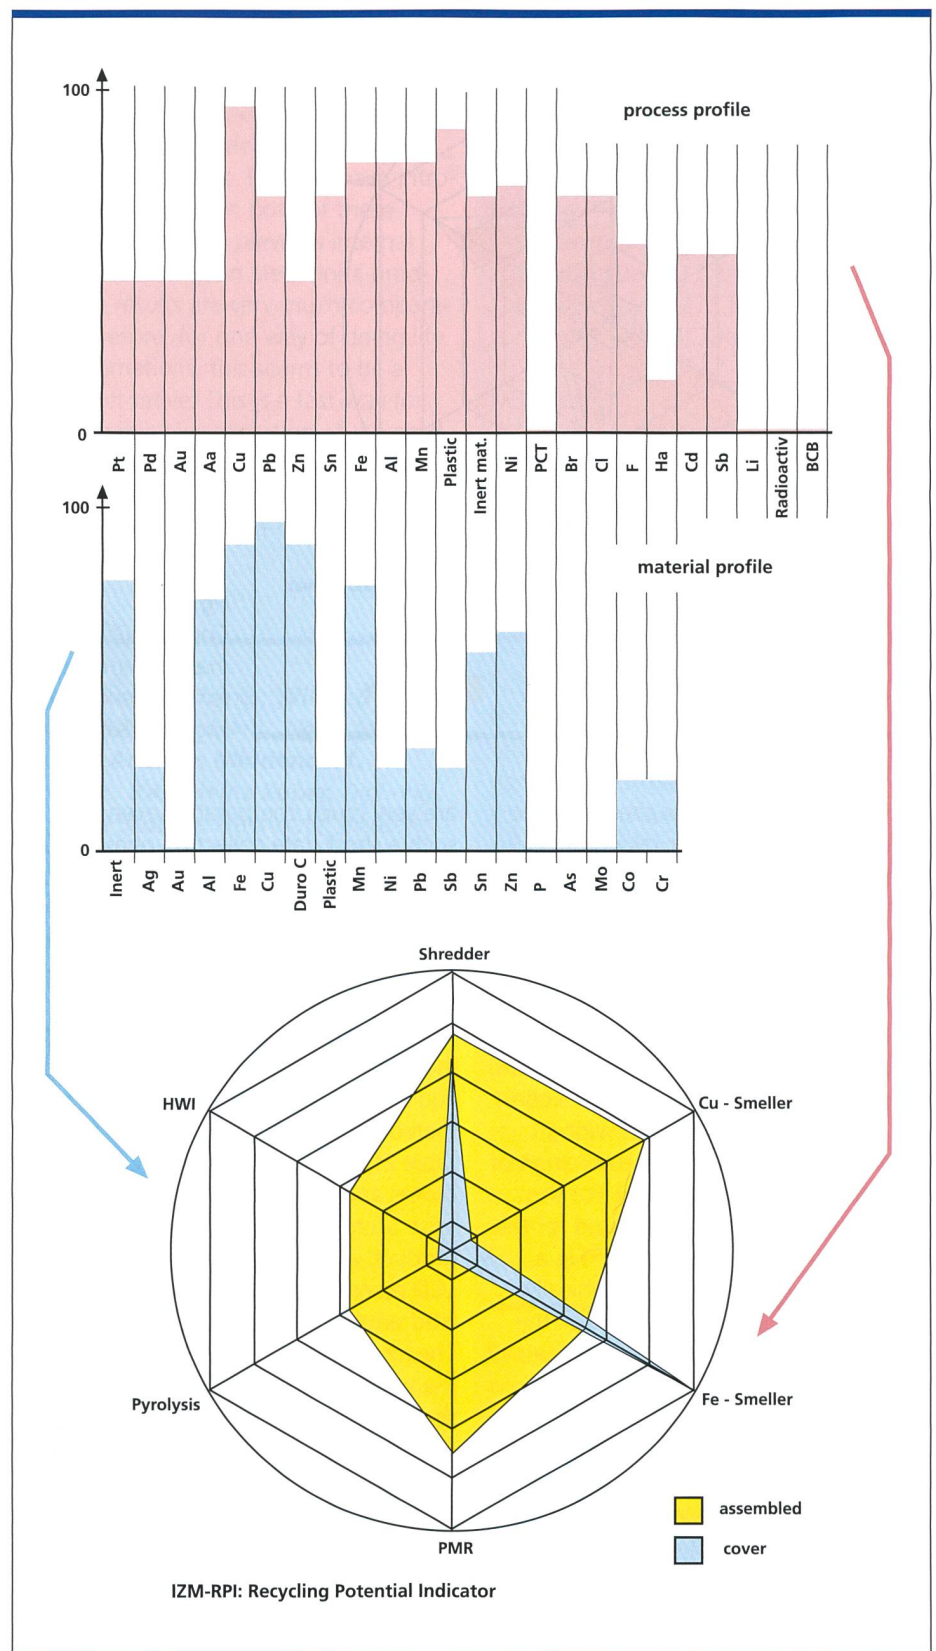 100
process profile
0
Pt
Pd
Au
Aa
Cu
Pb
Zn
Sn
Fe
Al
Mn
Plastic
Inert mat.
Ni
PCT
Br
Cl
F
Ha
Cd
Sb
Li
Radioactiv
BCB
100
material profile
0
Inert
Ag
Au
Al
Fe
Cu
Duro C
Plastic
Mn
Ni
Pb
Sb
Sn
Zn
P
As
Mo
Co
Cr
Shredder
HWI
Cu - Smeller
Pyrolysis
Fe - Smeller
PMR
assembled
cover
IZM-RPI: Recycling Potential Indicator